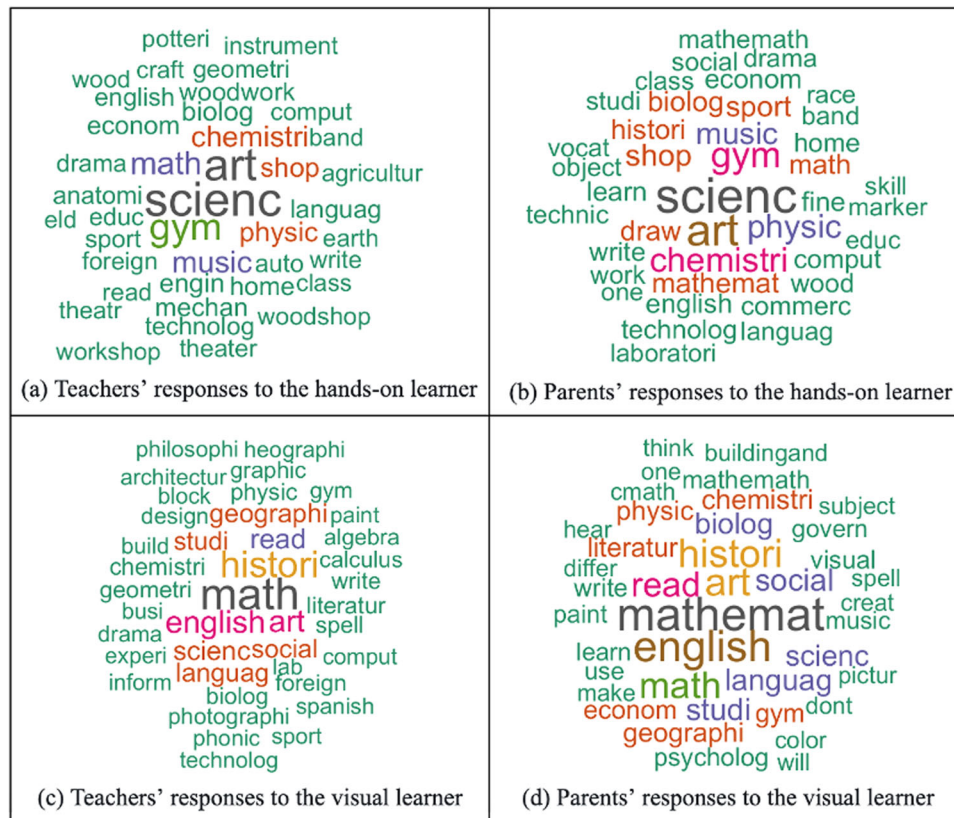 potteri instrument
wood craft geometri
english woodwork
econom biolog comput
chemistri band
drama math art shop agricultur
anatomi scienc languag
eld educ gym physic earth
sport
foreign music auto write
read engin home class
theatr mechan woodshop
technolog
workshop theater
(a) Teachers' responses to the hands-on learner
mathemath
social drama
class econom
studi biolog sport race
histori music band
vocat shop gym home
object math
learn scienc fine skill
technic marker
draw art physic educ
write chemistri comput
work mathemat wood
one english commerc
technolog languag
laboratori
(b) Parents' responses to the hands-on learner
philosophi heographi
architectur graphic
block physic gym
design geographi paint
build studi read algebra
chemistri histori calculus
geometri math write
busi literatur
drama english art spell
experi scienc social comput
inform languag lab foreign
biolog spanish
photographi
phonic sport
technolog
(c) Teachers' responses to the visual learner
think buildingand
one mathemath
cmath chemistri subject
physic biolog govern
hear literatur histori visual
differ read art social spell
write creat
paint mathemat music
learn english scienc
use math languag pictur
make
econom studi gym dont
geographi color
psycholog will
(d) Parents' responses to the visual learner